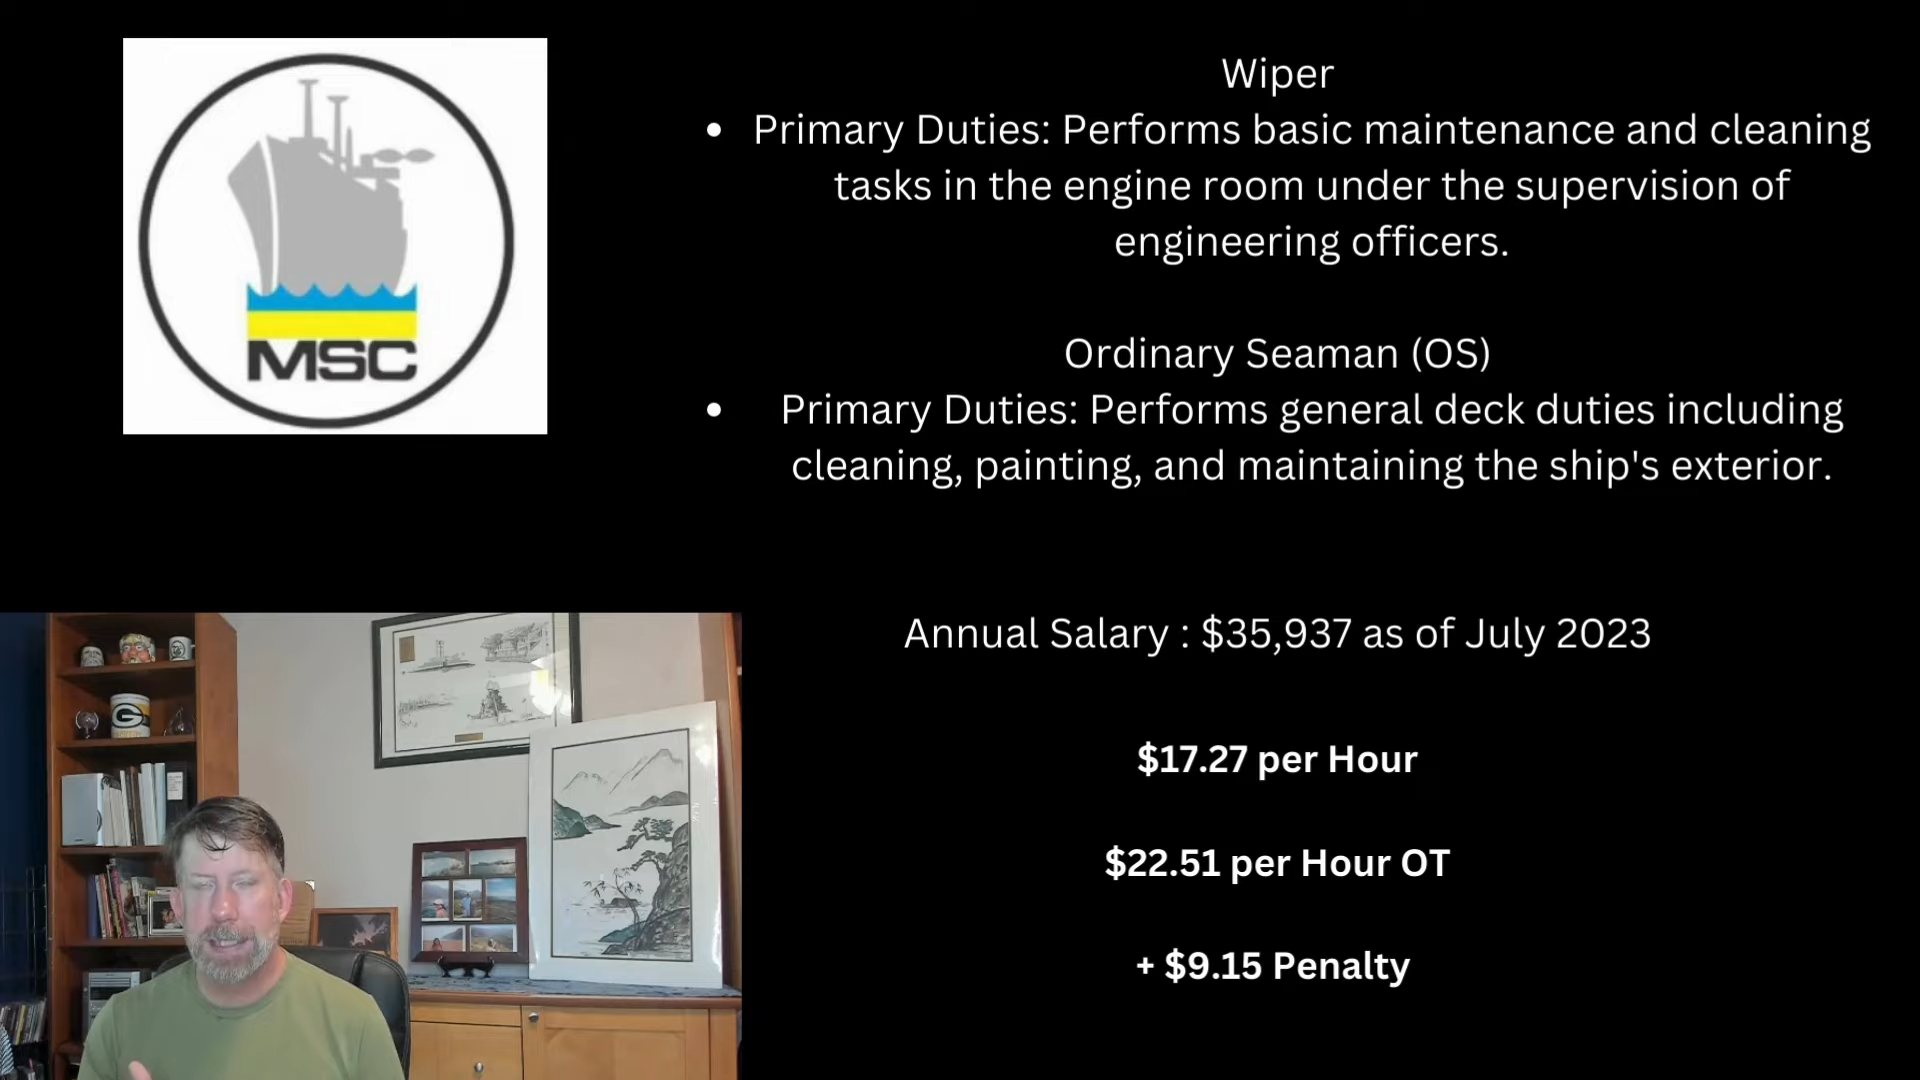 MSC
Wiper
• Primary Duties: Performs basic maintenance and cleaning
tasks in the engine room under the supervision of
engineering officers.
Ordinary Seaman (OS)
• Primary Duties: Performs general deck duties including
cleaning, painting, and maintaining the ship's exterior.
Annual Salary : $35,937 as of July 2023
$17.27 per Hour
$22.51 per Hour OT
+ $9.15 Penalty
G